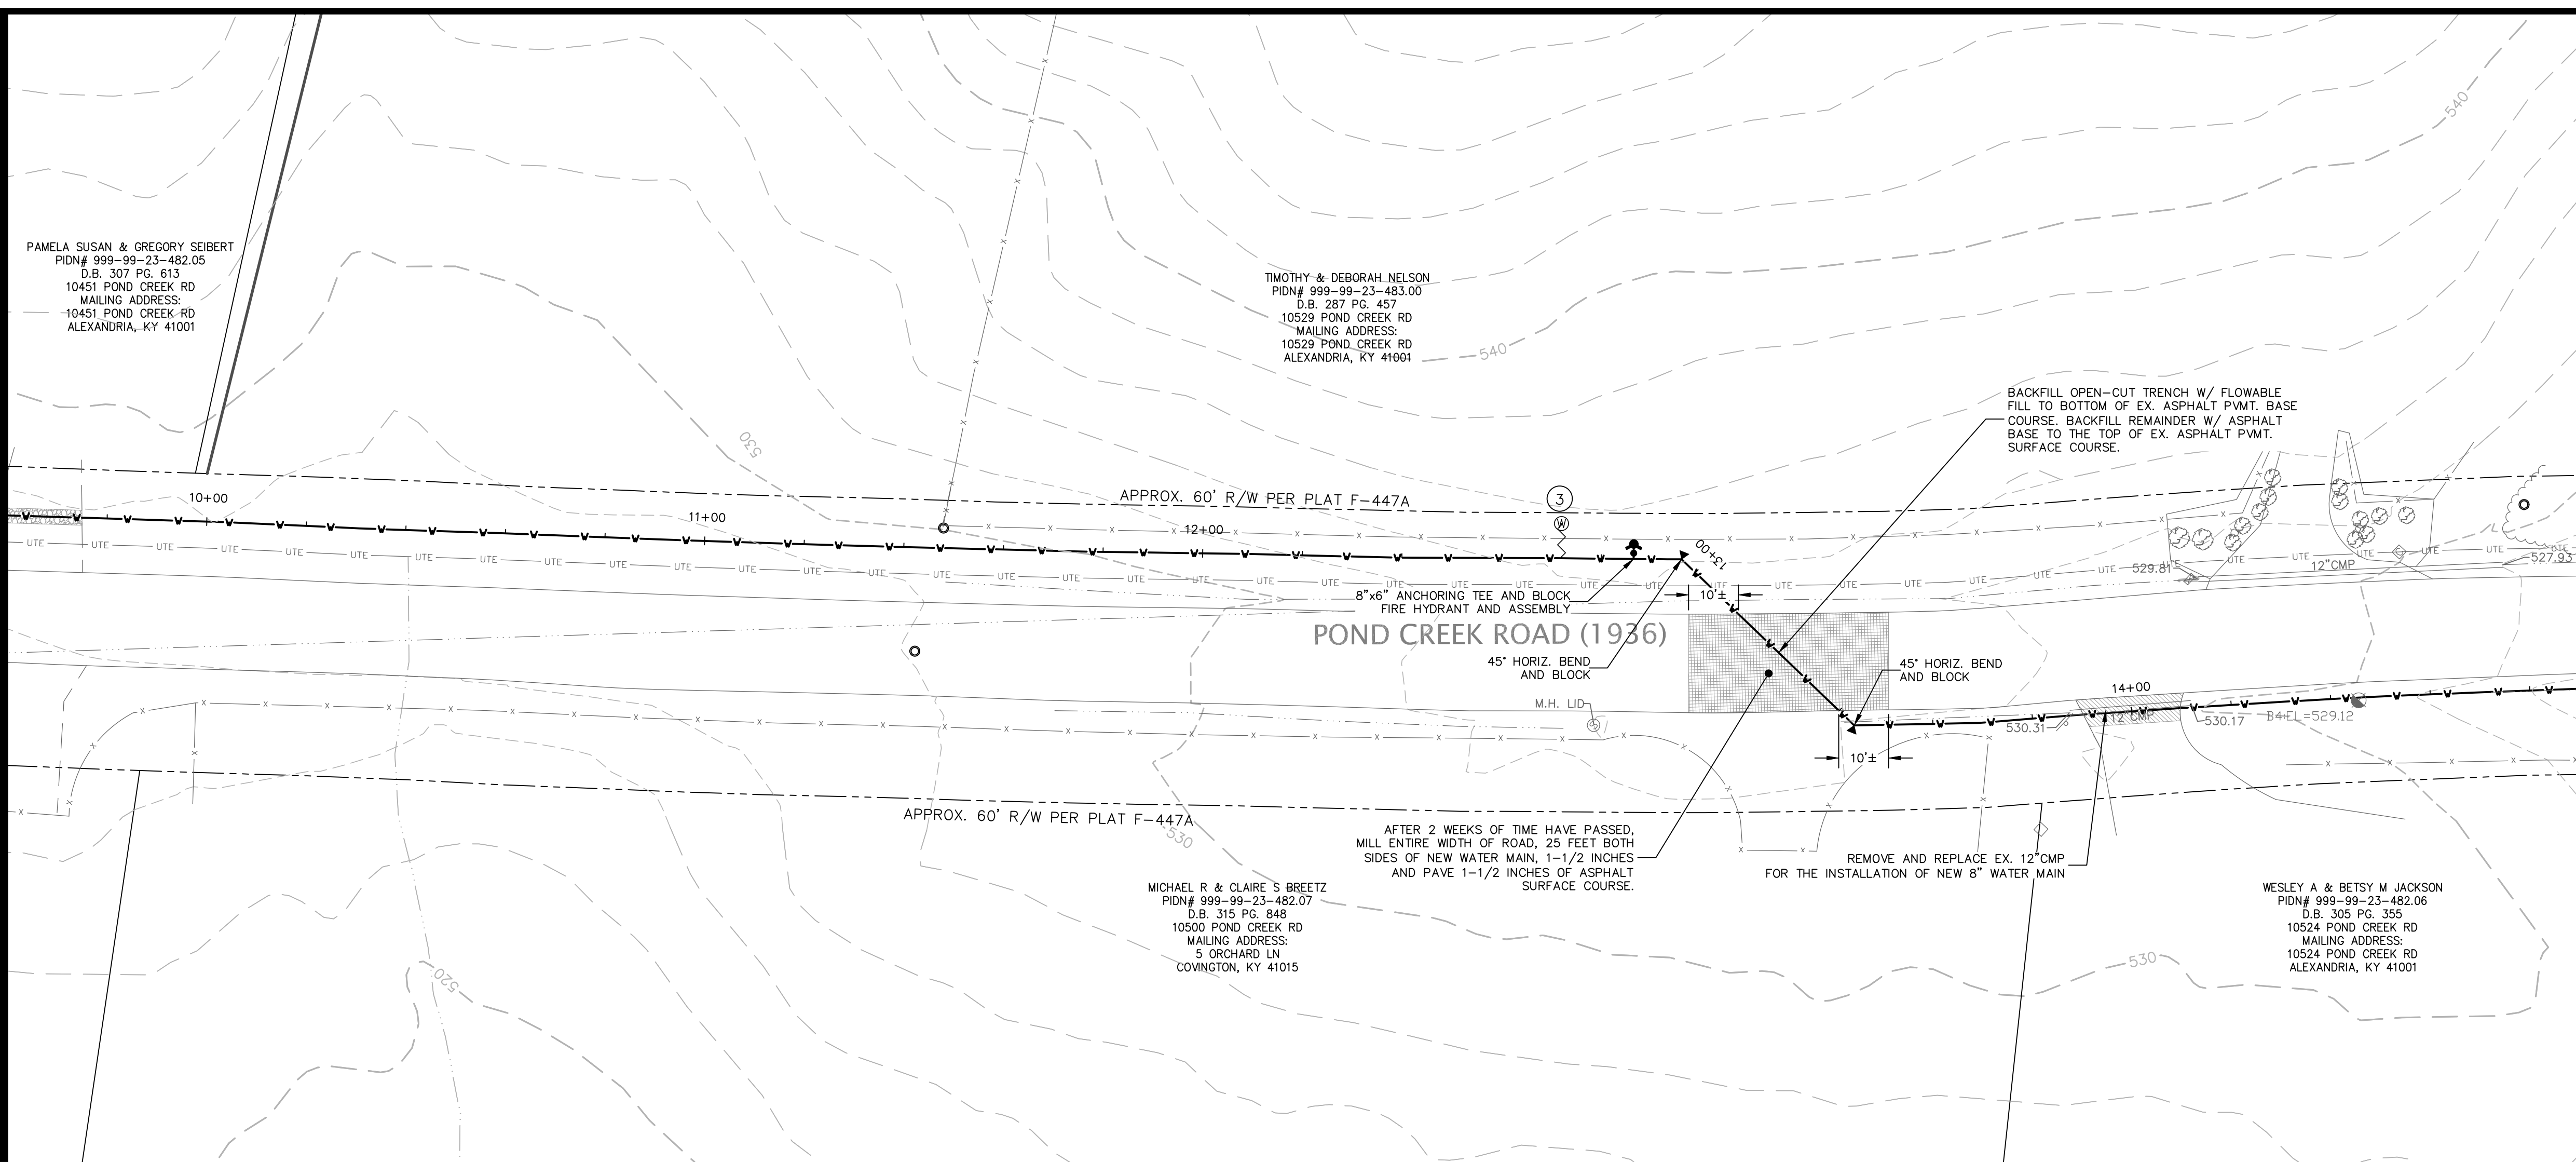 PAMELA SUSAN & GREGORY SEIBERT
PIDN# 999-99-23-482.05
D.B. 307 PG. 613
10451 POND CREEK RD
MAILING ADDRESS:
10451 POND CREEK RD
ALEXANDRIA, KY 41001
TIMOTHY & DEBORAH NELSON
PIDN# 999-99-23-483.00
D.B. 287 PG. 457
10529 POND CREEK RD
MAILING ADDRESS:
10529 POND CREEK RD
ALEXANDRIA, KY 41001
540
540
530
BACKFILL OPEN-CUT TRENCH W/ FLOWABLE
FILL TO BOTTOM OF EX. ASPHALT PVMT. BASE
COURSE. BACKFILL REMAINDER W/ ASPHALT
BASE TO THE TOP OF EX. ASPHALT PVMT.
SURFACE COURSE.
APPROX. 60' R/W PER PLAT F-447A
3
W
10+00
11+00
12+00
13+00
UTE
8"x6" ANCHORING TEE AND BLOCK
FIRE HYDRANT AND ASSEMBLY
10'±
529.81
12"CMP
527.93
POND CREEK ROAD (1936)
45° HORIZ. BEND
AND BLOCK
45° HORIZ. BEND
AND BLOCK
M.H. LID
14+00
12"CMP
530.31
530.17
B4EL=529.12
10'±
APPROX. 60' R/W PER PLAT F-447A
530
AFTER 2 WEEKS OF TIME HAVE PASSED,
MILL ENTIRE WIDTH OF ROAD, 25 FEET BOTH
SIDES OF NEW WATER MAIN, 1-1/2 INCHES
AND PAVE 1-1/2 INCHES OF ASPHALT
SURFACE COURSE.
REMOVE AND REPLACE EX. 12"CMP
FOR THE INSTALLATION OF NEW 8" WATER MAIN
MICHAEL R & CLAIRE S BREETZ
PIDN# 999-99-23-482.07
D.B. 315 PG. 848
10500 POND CREEK RD
MAILING ADDRESS:
5 ORCHARD LN
COVINGTON, KY 41015
WESLEY A & BETSY M JACKSON
PIDN# 999-99-23-482.06
D.B. 305 PG. 355
10524 POND CREEK RD
MAILING ADDRESS:
10524 POND CREEK RD
ALEXANDRIA, KY 41001
530
520